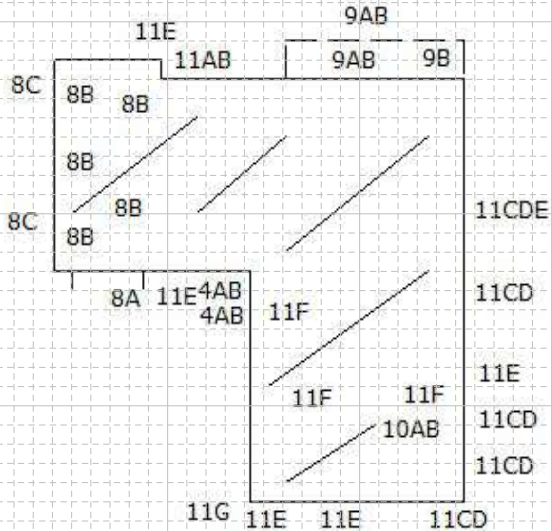 9AB
11E
11AB 9AB 9B
8C 8B 8B
8B
8C 8B 11CDE
8B
8A 11E 4AB 11CD
4AB 11F
11E
11F 11F
10AB 11CD
11CD
11G 11E 11E 11CD